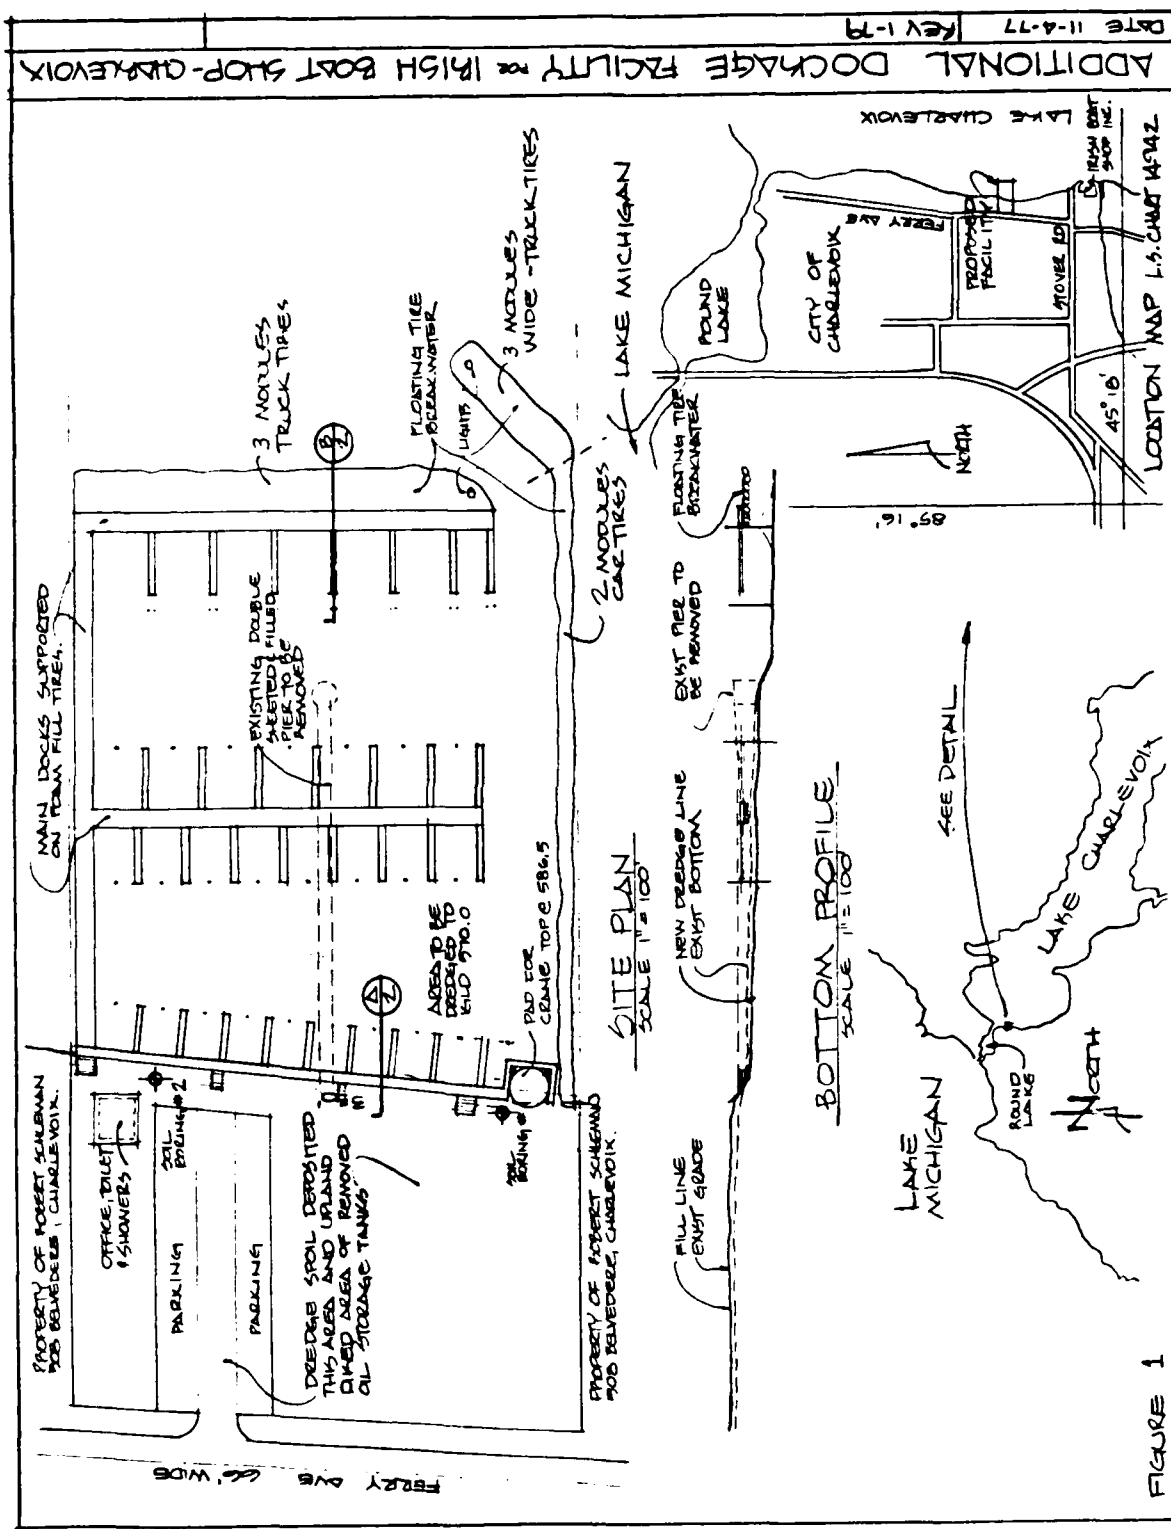 ADDITIONAL DOCKAGE FACILITY FOR IRISH BOAT SHOP-CHARLEVOIX
DATE 11-4-77
REV 1-79
MAIN DOCKS SUPPORTED
ON FOAM FILL TIRES.
3 MODULES
TRUCK TIRES
FLOATING TIRE
BREAKWATER
LIGHTS
3 MODULES
WIDE - TRUCK TIRES
LAKE MICHIGAN
2 MODULES
CAR TIRES
B
2
EXISTING DOUBLE
SHEETED & FILLED
PIER TO BE
REMOVED
AREA TO BE
DREDGED TO
IGLD 570.0
A
2
PAD FOR
CRANE TOP @ 586.5
PROPERTY OF ROBERT SCHLEMAN
308 BELVEDERE, CHARLEVOIX.
OFFICE, TOILET
& SHOWERS
SOIL
BORING #2
PARKING
PARKING
DREDGE SPOIL DEPOSITED
THIS AREA AND UPLAND
DIKED AREA OF REMOVED
OIL STORAGE TANKS
SOIL
BORING #
PROPERTY OF ROBERT SCHLEMAN
308 BELVEDERE, CHARLEVOIX.
FERRY AVE 66' WIDE
SITE PLAN
SCALE 1" = 100'
FILL LINE
EXIST GRADE
NEW DREDGE LINE
EXIST BOTTOM
EXIST PIER TO
BE REMOVED
FLOATING TIRE
BREAKWATER
BOTTOM PROFILE
SCALE 1" = 100'
LAKE
MICHIGAN
ROUND
LAKE
NORTH
LAKE CHARLEVOIX
SEE DETAIL
ROUND
LAKE
CITY OF
CHARLEVOIX
LAKE CHARLEVOIX
FERRY AVE
PROPOSED
FACILITY
STOVER RD
IRISH BOAT
SHOP INC.
NORTH
85° 16'
45° 18'
LOCATION MAP L.S. CHART 14942
FIGURE 1